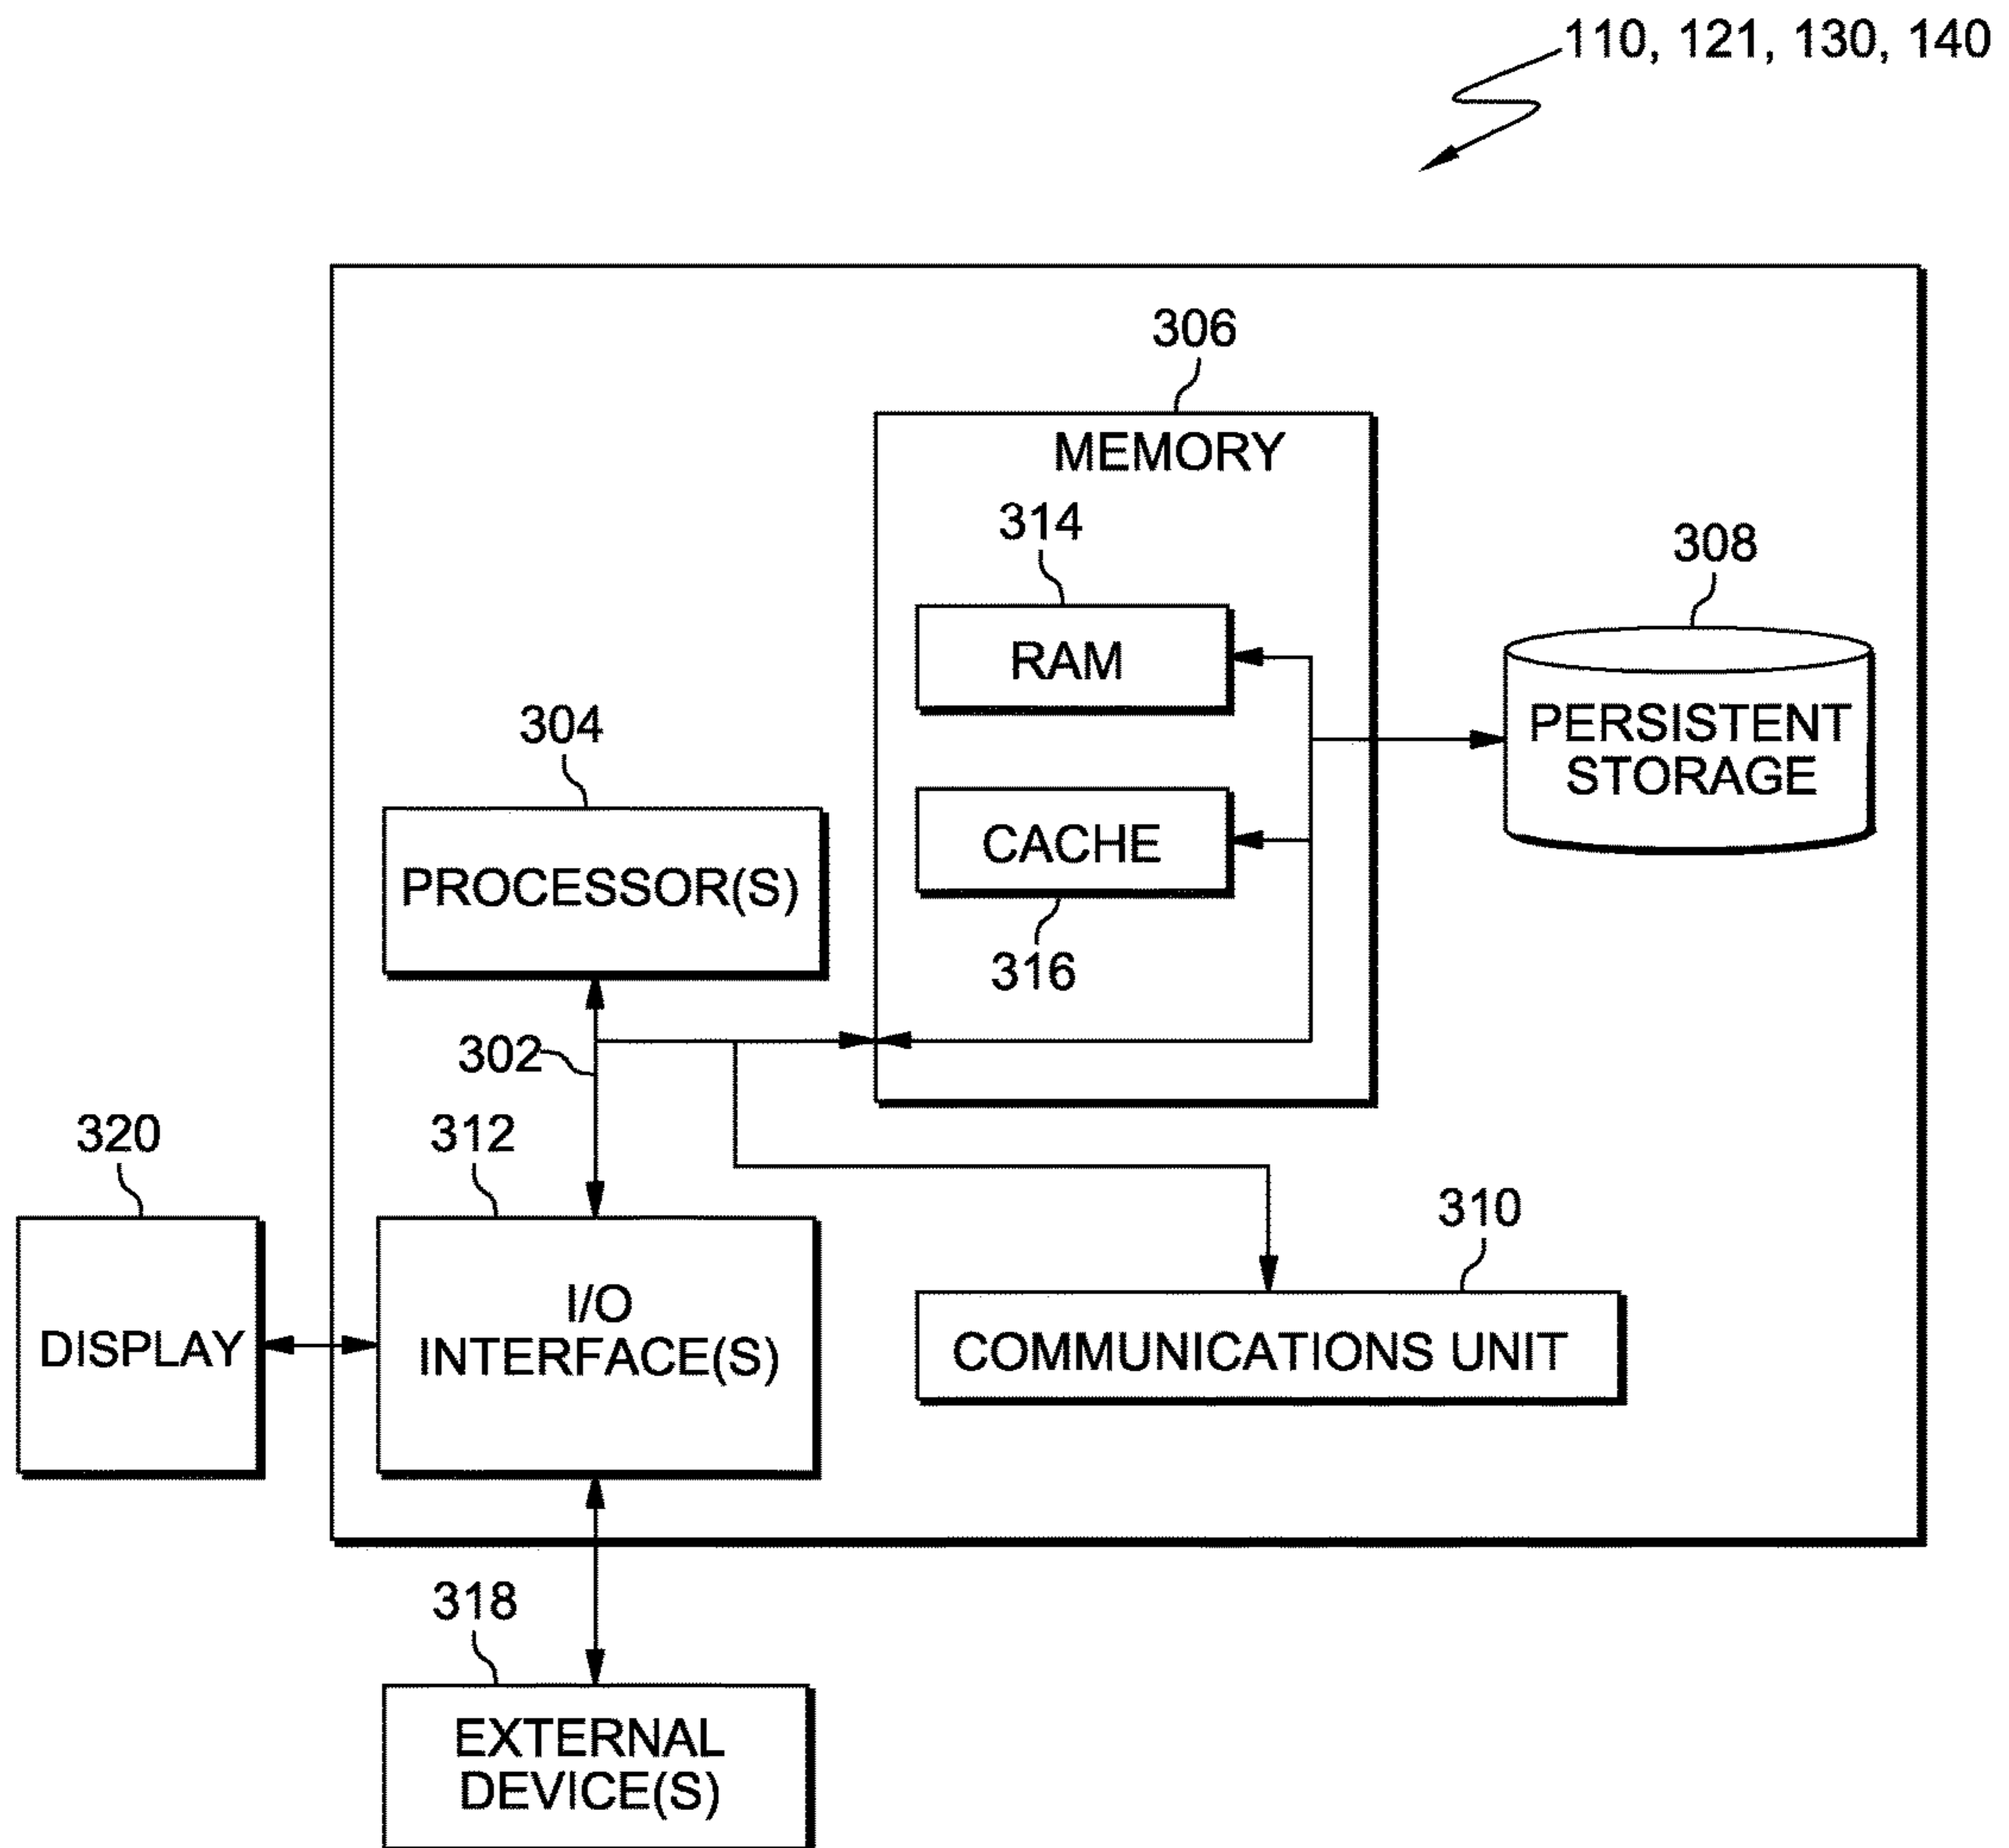 110, 121, 130, 140
306
MEMORY
314
RAM
308
PERSISTENT
STORAGE
304
PROCESSOR(S)
CACHE
316
302
320
312
310
DISPLAY
I/O
INTERFACE(S)
COMMUNICATIONS UNIT
318
EXTERNAL
DEVICE(S)